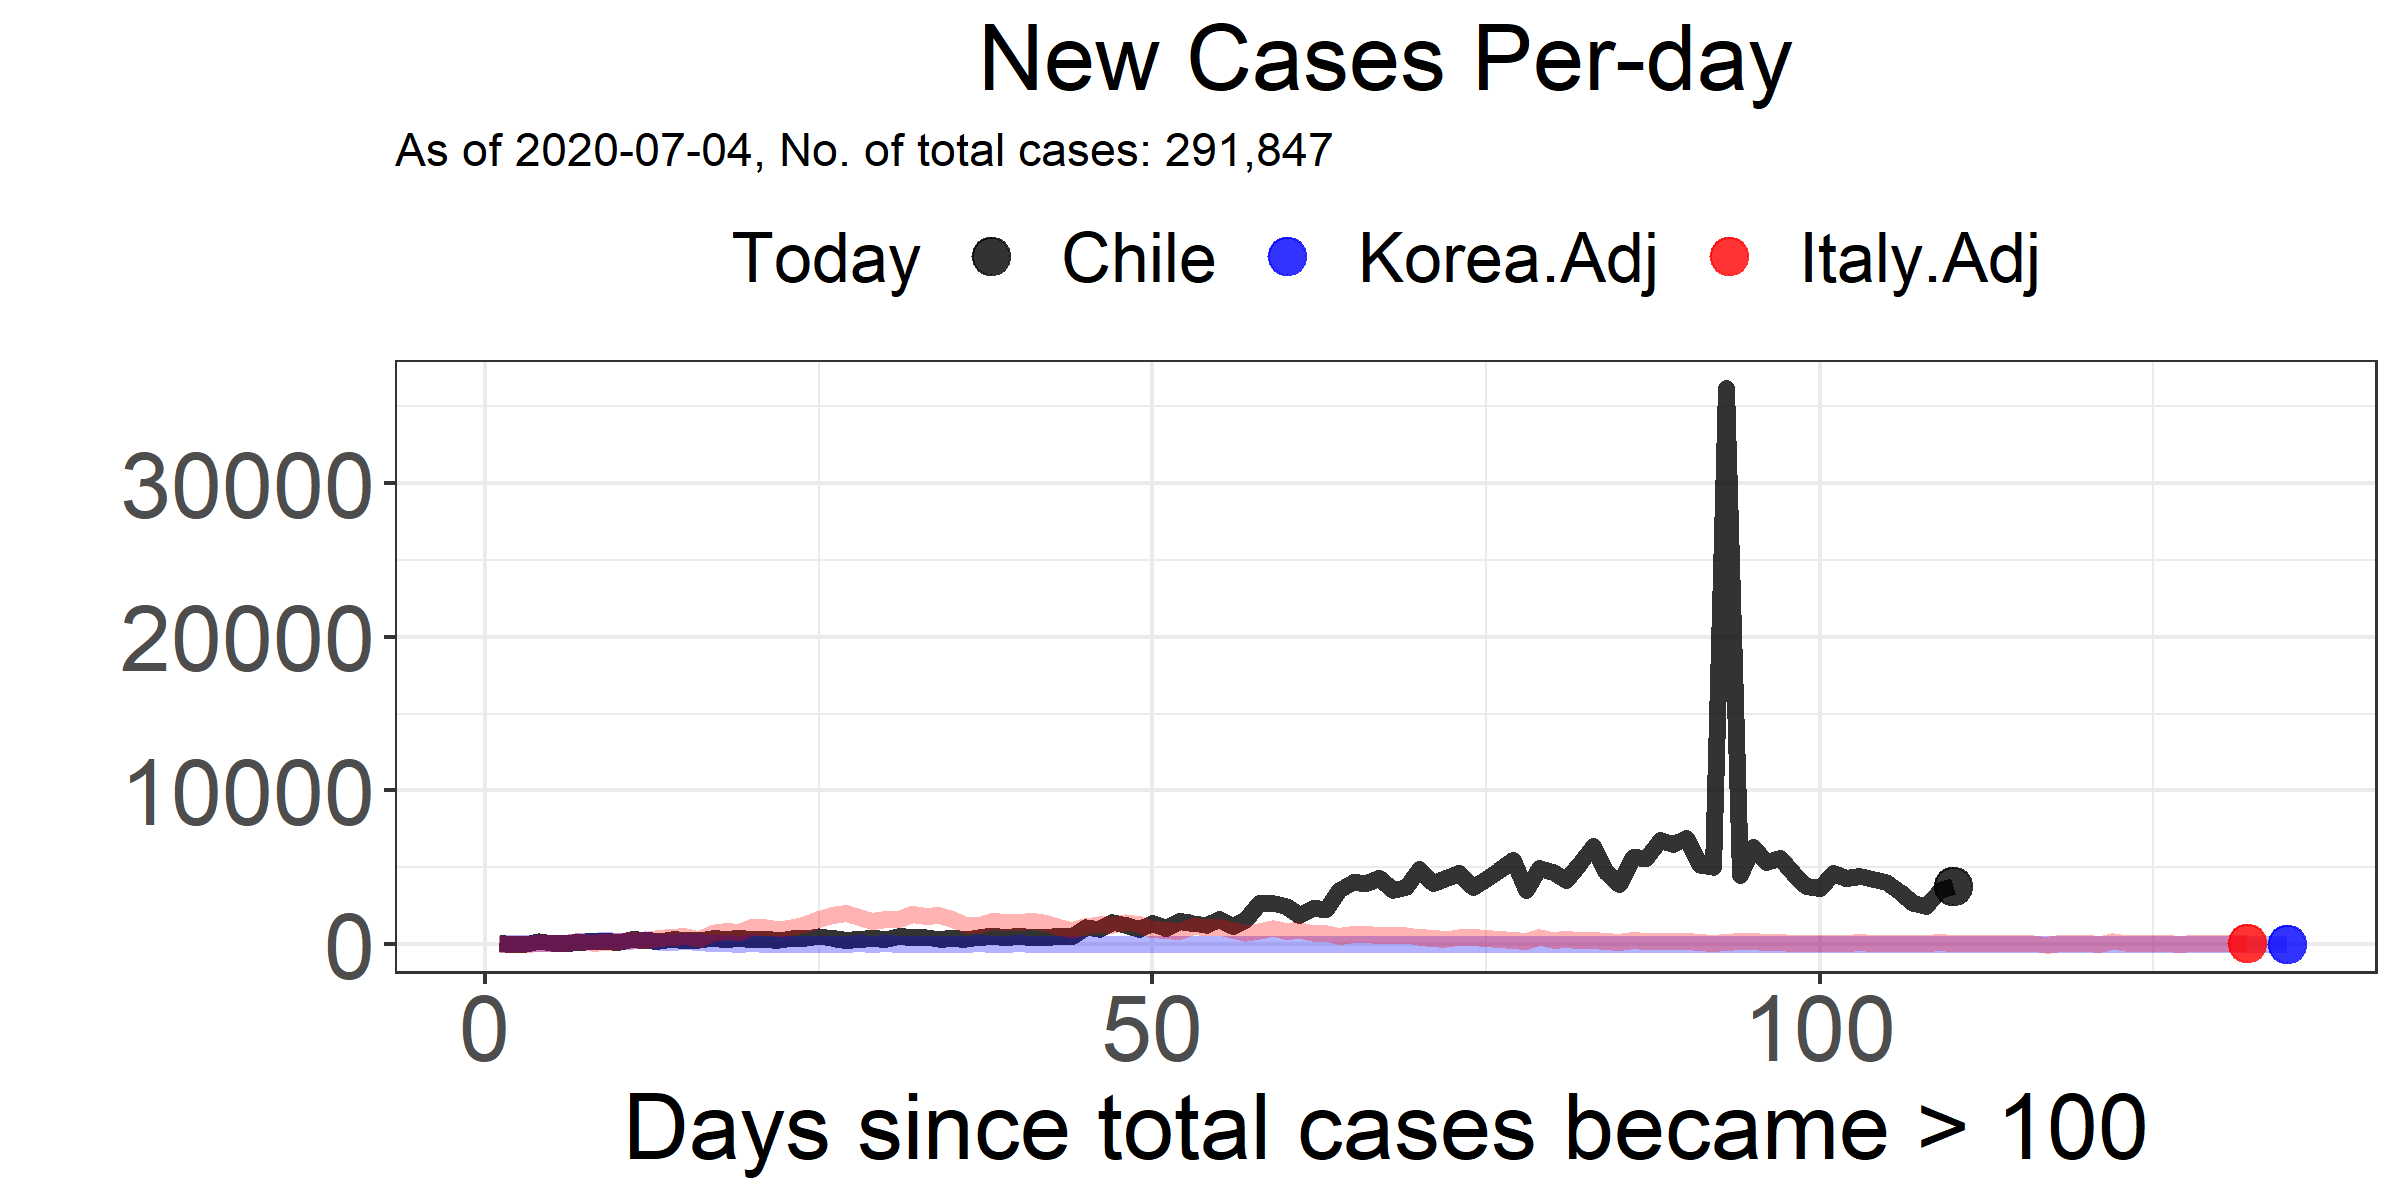 New Cases Per-day
As of 2020-07-04, No. of total cases: 291,847
Today Chile Korea.Adj Italy.Adj
30000
20000
10000
0
0 50 100
Days since total cases became > 100